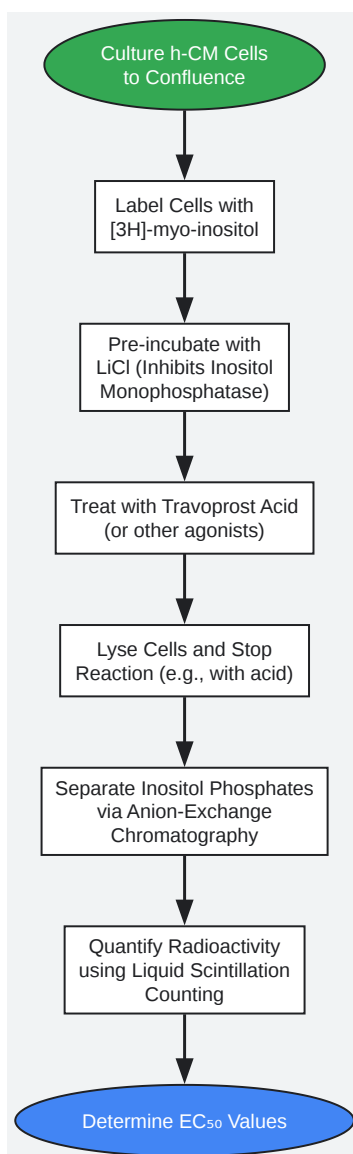 Culture h-CM Cells
to Confluence
Label Cells with
[3H]-myo-inositol
Pre-incubate with
LiCl (Inhibits Inositol
Monophosphatase)
Treat with Travoprost Acid
(or other agonists)
Lyse Cells and Stop
Reaction (e.g., with acid)
Separate Inositol Phosphates
via Anion-Exchange
Chromatography
Quantify Radioactivity
using Liquid Scintillation
Counting
Determine EC₅₀ Values